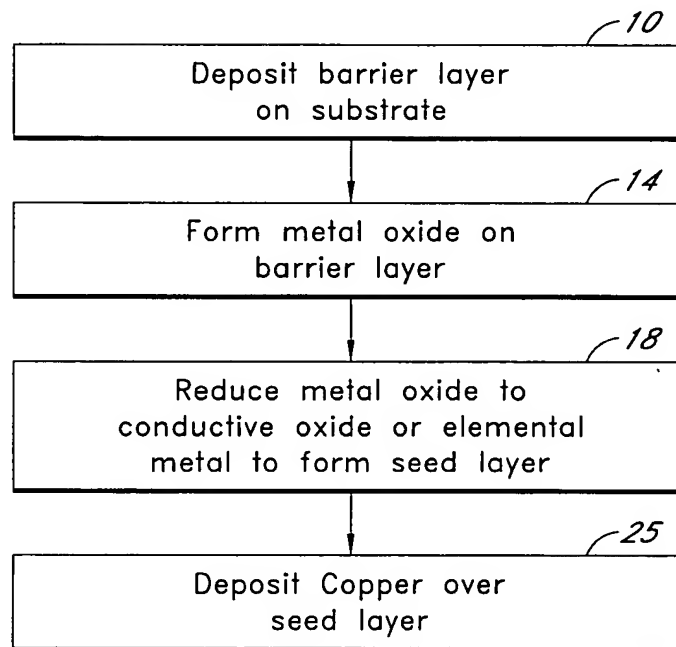 10
Deposit barrier layer
on substrate
14
Form metal oxide on
barrier layer
18
Reduce metal oxide to
conductive oxide or elemental
metal to form seed layer
25
Deposit Copper over
seed layer